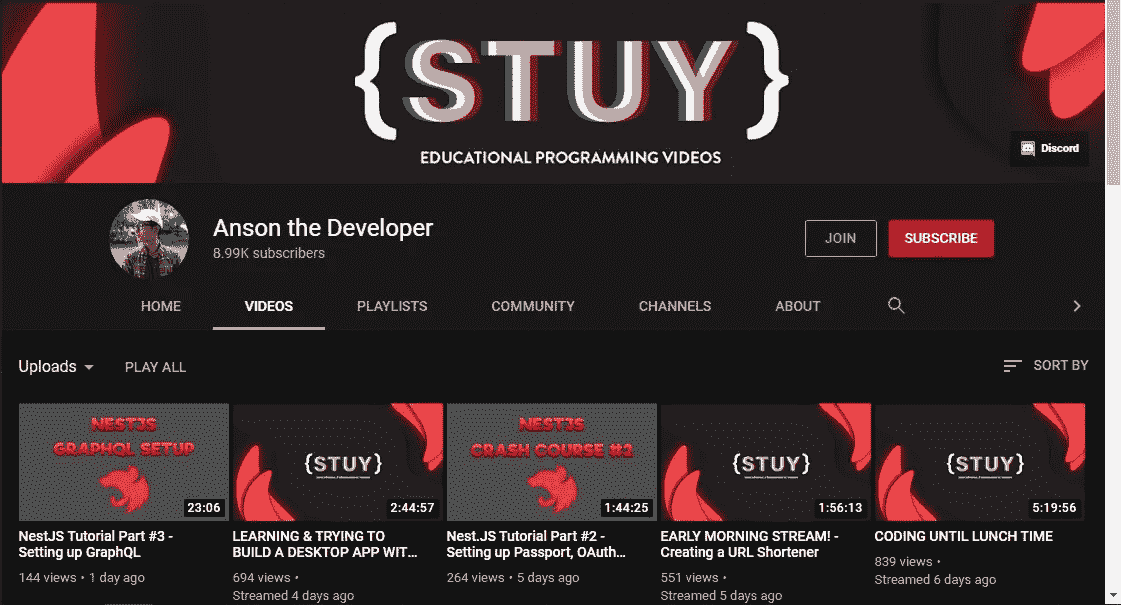 {STUY}
EDUCATIONAL PROGRAMMING VIDEOS
Discord
Anson the Developer
8.99K subscribers
JOIN
SUBSCRIBE
HOME
VIDEOS
PLAYLISTS
COMMUNITY
CHANNELS
ABOUT
Uploads
PLAY ALL
SORT BY
NESTJS
GRAPHQL SETUP
23:06
NestJS Tutorial Part #3 -
Setting up GraphQL
144 views • 1 day ago
{STUY}
2:44:57
LEARNING & TRYING TO
BUILD A DESKTOP APP WIT...
694 views •
Streamed 4 days ago
NESTJS
CRASH COURSE #2
1:44:25
NestJS Tutorial Part #2 -
Setting up Passport, OAuth...
264 views • 5 days ago
{STUY}
1:56:13
EARLY MORNING STREAM! -
Creating a URL Shortener
551 views •
Streamed 5 days ago
{STUY}
5:19:56
CODING UNTIL LUNCH TIME
839 views •
Streamed 6 days ago